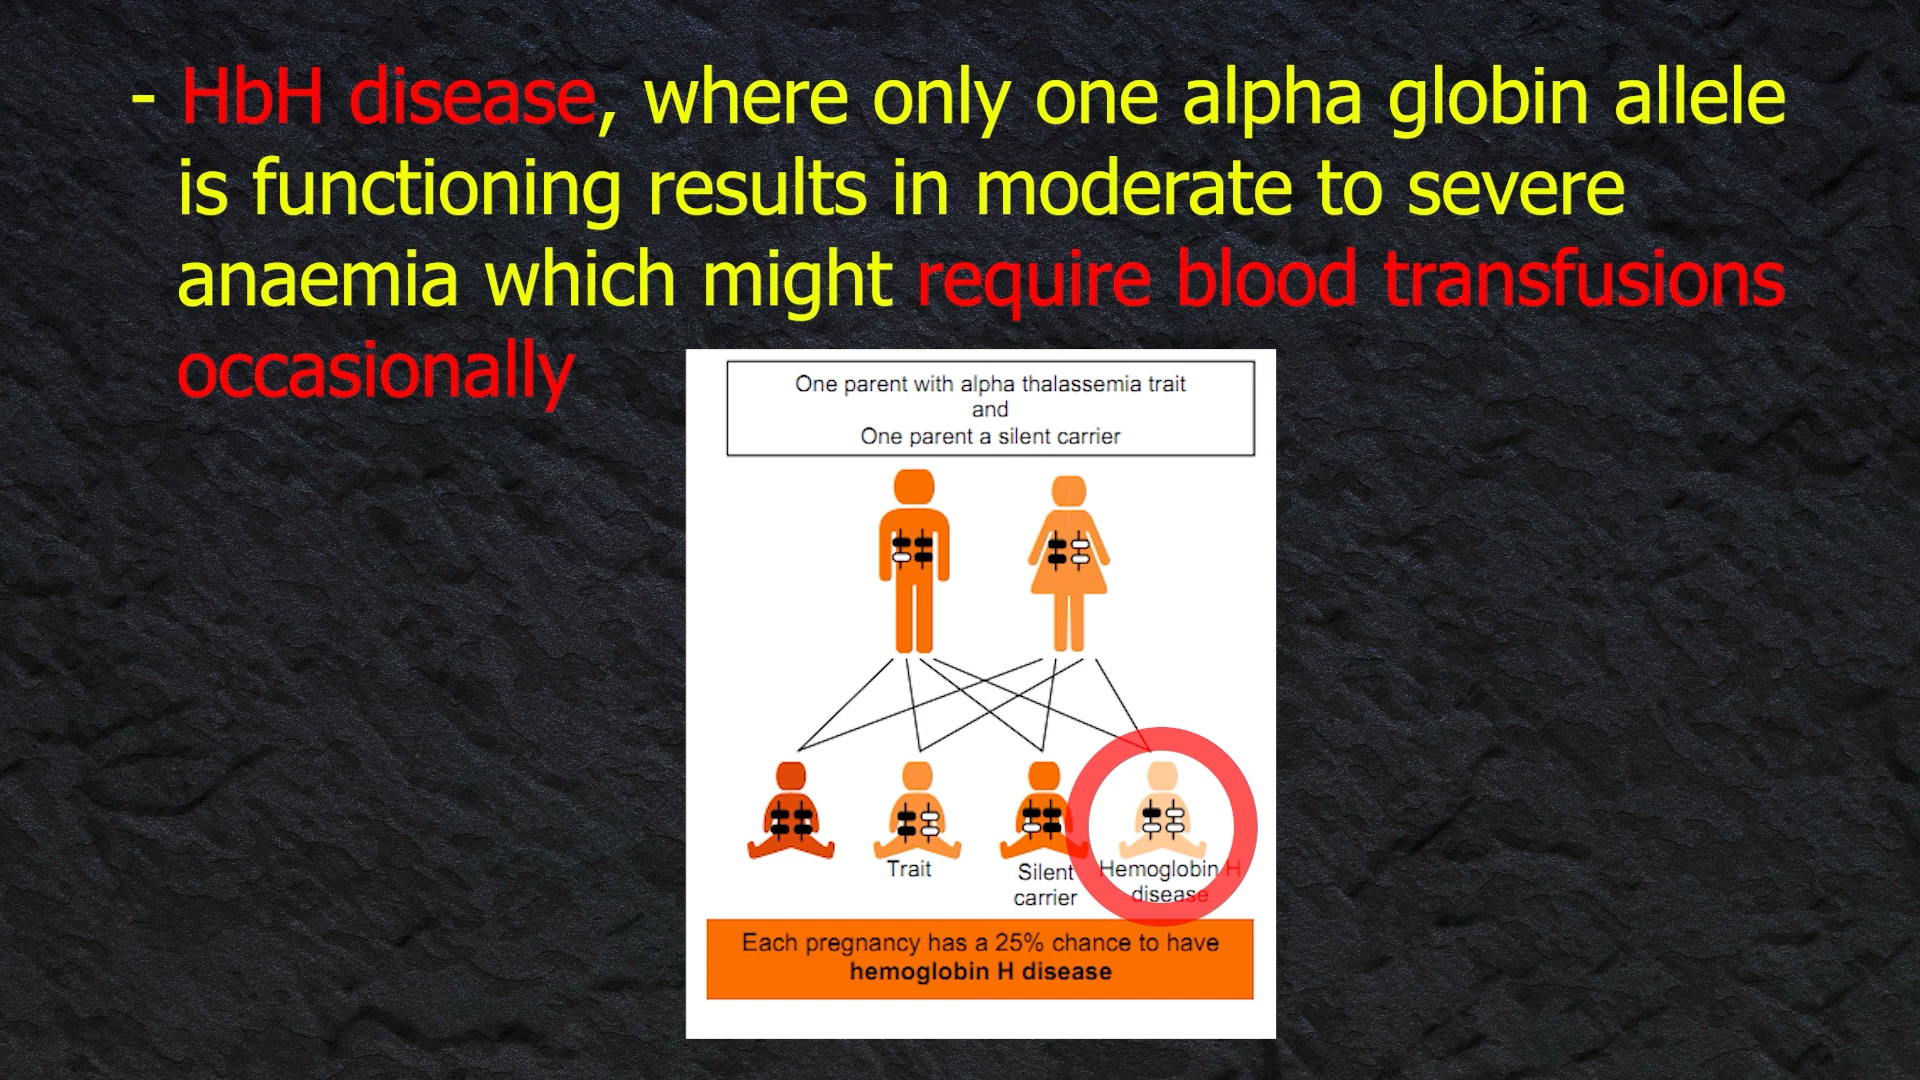 - HbH disease, where only one alpha globin allele
is functioning results in moderate to severe
anaemia which might require blood transfusions
occasionally
One parent with alpha thalassemia trait
and
One parent a silent carrier
Trait
Silent
carrier
Hemoglobin H
disease
Each pregnancy has a 25% chance to have
hemoglobin H disease